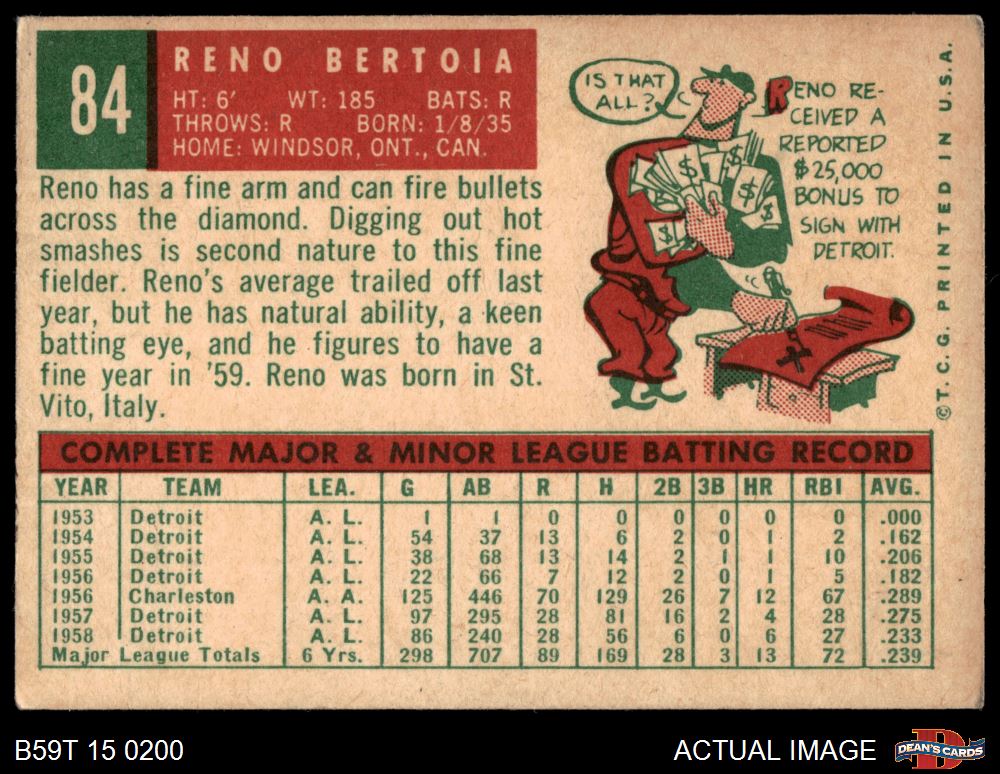 84
RENO BERTOIA
HT: 6' WT: 185 BATS: R
THROWS: R BORN: 1/8/35
HOME: WINDSOR, ONT., CAN.
IS THAT
ALL?
RENO RE-
CEIVED A
REPORTED
$25,000
BONUS TO
SIGN WITH
DETROIT.
©T. C. G. PRINTED IN U.S.A.
Reno has a fine arm and can fire bullets
across the diamond. Digging out hot
smashes is second nature to this fine
fielder. Reno's average trailed off last
year, but he has natural ability, a keen
batting eye, and he figures to have a
fine year in '59. Reno was born in St.
Vito, Italy.
COMPLETE MAJOR & MINOR LEAGUE BATTING RECORD
YEAR TEAM LEA. G AB R H 2B 3B HR RBI AVG.
1953 Detroit A. L. 1 1 0 0 0 0 0 0 .000
1954 Detroit A. L. 54 37 13 6 2 0 1 2 .162
1955 Detroit A. L. 38 68 13 14 2 1 1 10 .206
1956 Detroit A. L. 22 66 7 12 2 0 1 5 .182
1956 Charleston A. A. 125 446 70 129 26 7 12 67 .289
1957 Detroit A. L. 97 295 28 81 16 2 4 28 .275
1958 Detroit A. L. 86 240 28 56 6 0 6 27 .233
Major League Totals 6 Yrs. 298 707 89 169 28 3 13 72 .239
B59T 15 0200
ACTUAL IMAGE
DEAN'S CARDS